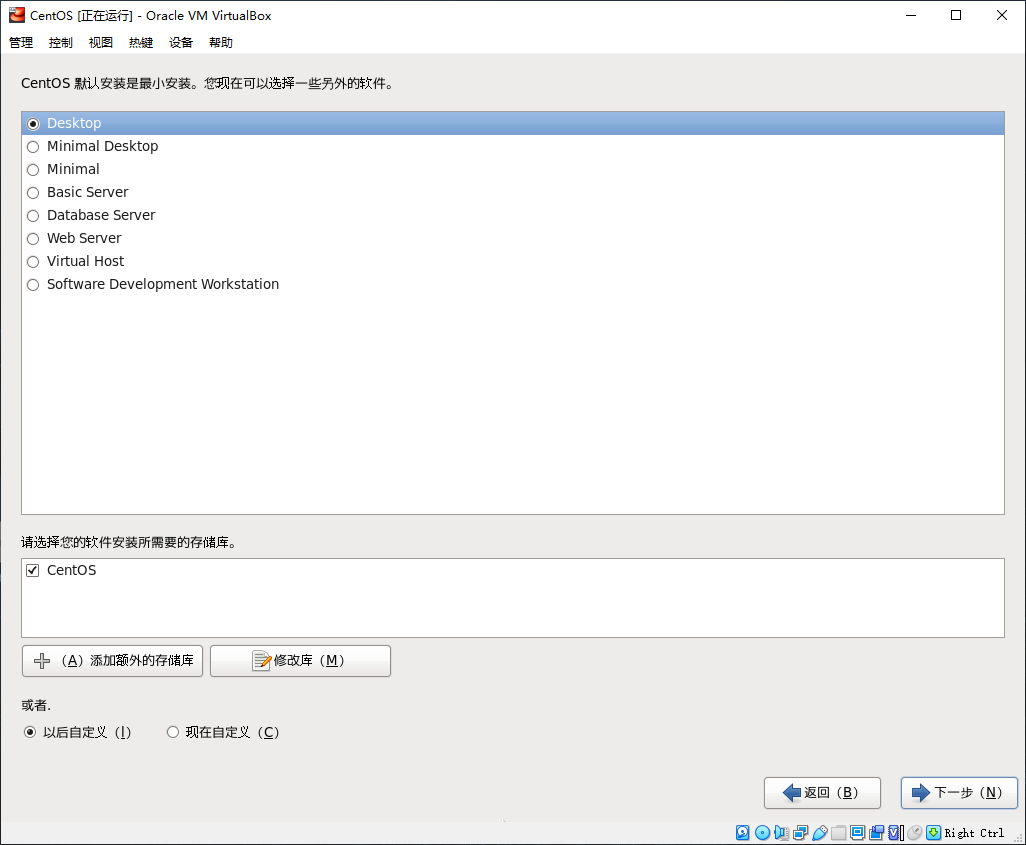 CentOS [正在运行] - Oracle VM VirtualBox
管理 控制 视图 热键 设备 帮助
CentOS 默认安装是最小安装。您现在可以选择一些另外的软件。
Desktop
Minimal Desktop
Minimal
Basic Server
Database Server
Web Server
Virtual Host
Software Development Workstation
请选择您的软件安装所需要的存储库。
CentOS
（A）添加额外的存储库 修改库（M）
或者.
以后自定义（l） 现在自定义（C）
返回（B） 下一步（N）
Right Ctrl